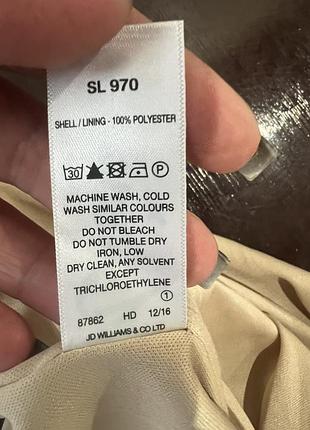 SL 970
SHELL / LINING - 100% POLYESTER
30 P
MACHINE WASH, COLD
WASH SIMILAR COLOURS
TOGETHER
DO NOT BLEACH
DO NOT TUMBLE DRY
IRON, LOW
DRY CLEAN, ANY SOLVENT
EXCEPT
TRICHLOROETHYLENE
1
87862 HD 12/16
JD WILLIAMS & CO LTD